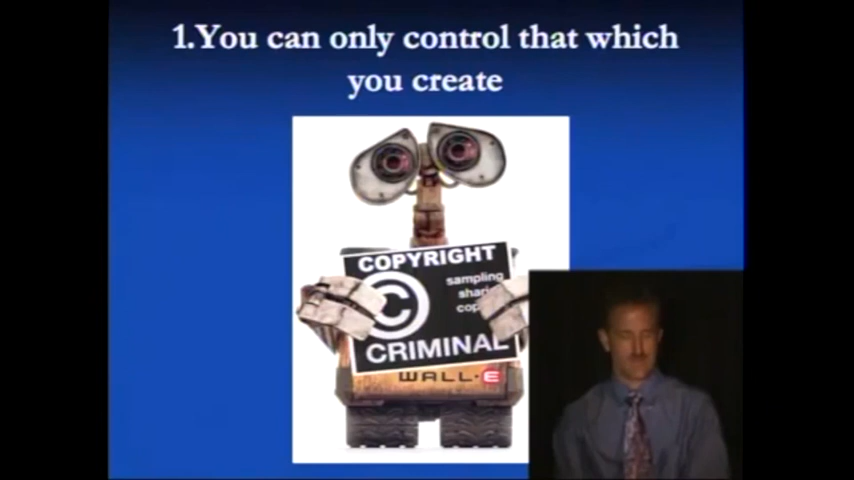 1.You can only control that which
you create
COPYRIGHT
©
sampling
CRIMINAL
WALL·E